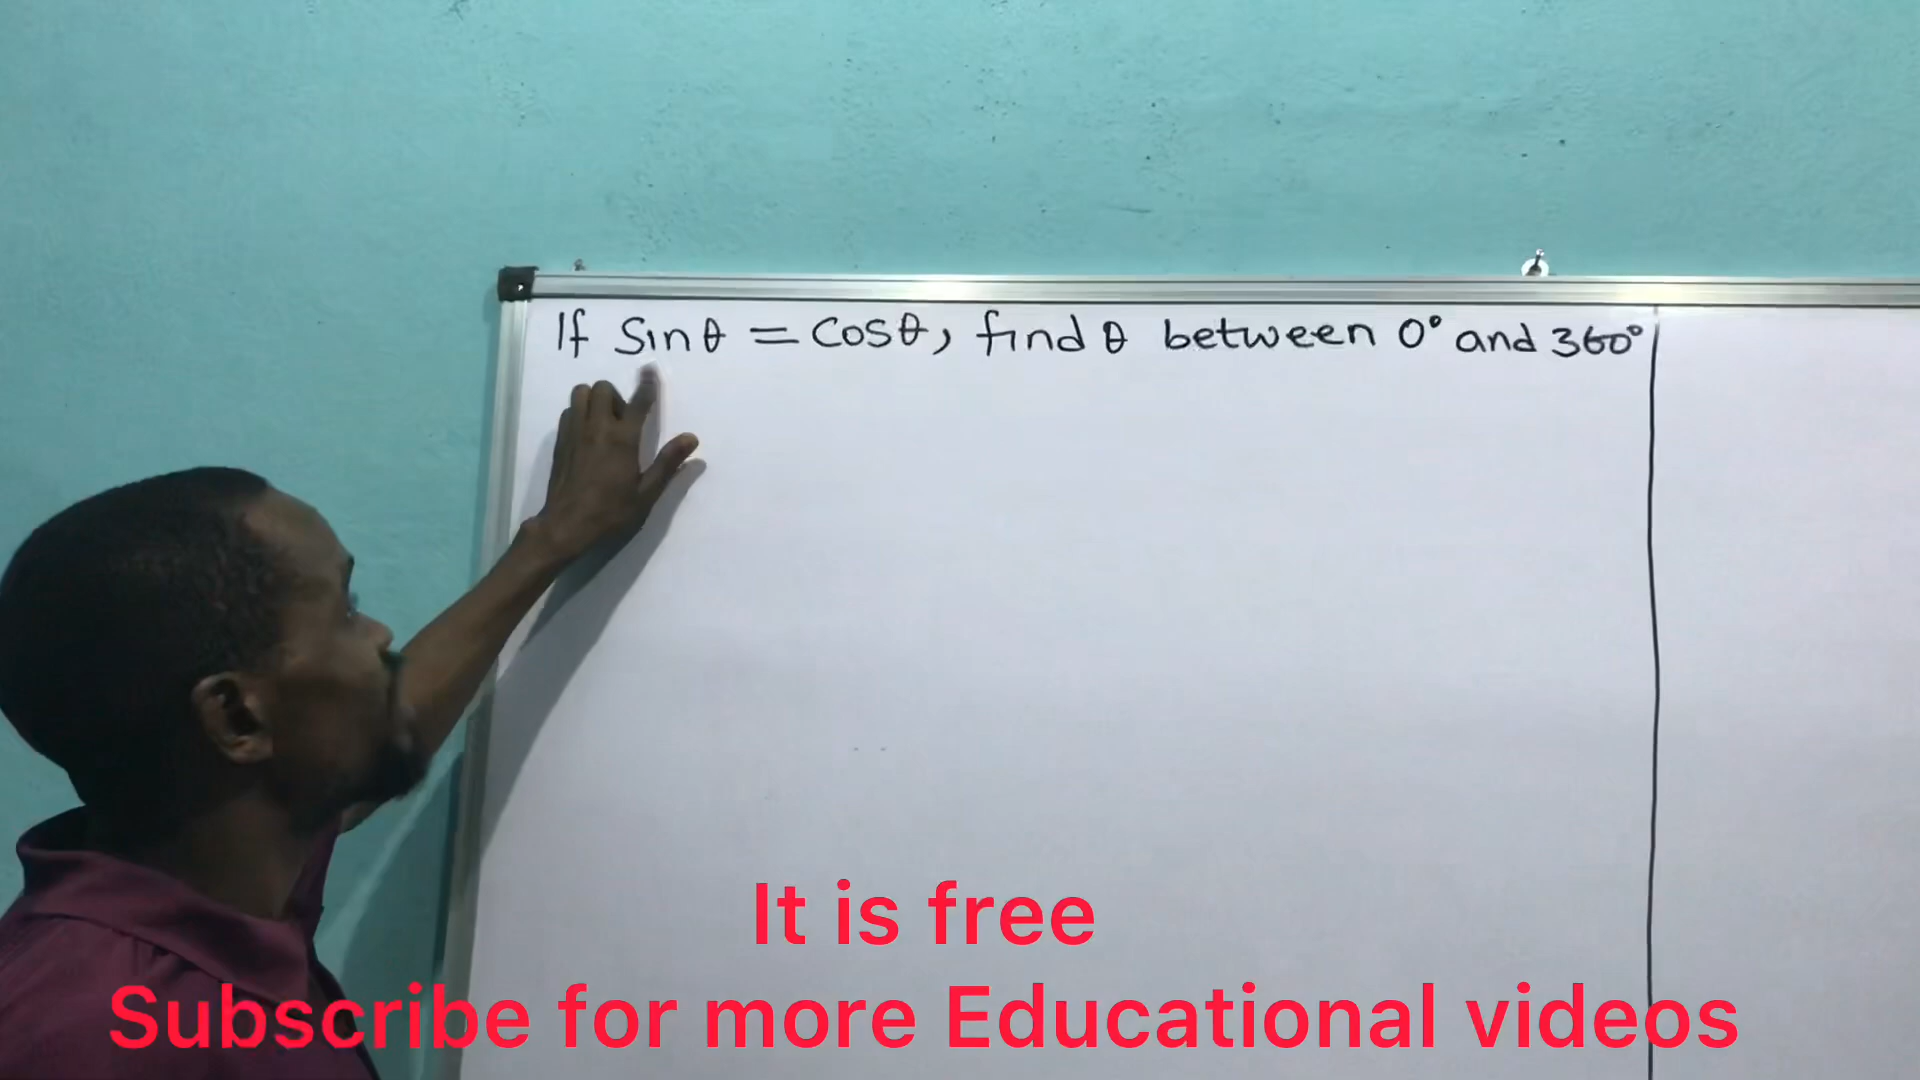 If Sinθ = Cosθ, find θ between 0° and 360°
It is free
Subscribe for more Educational videos